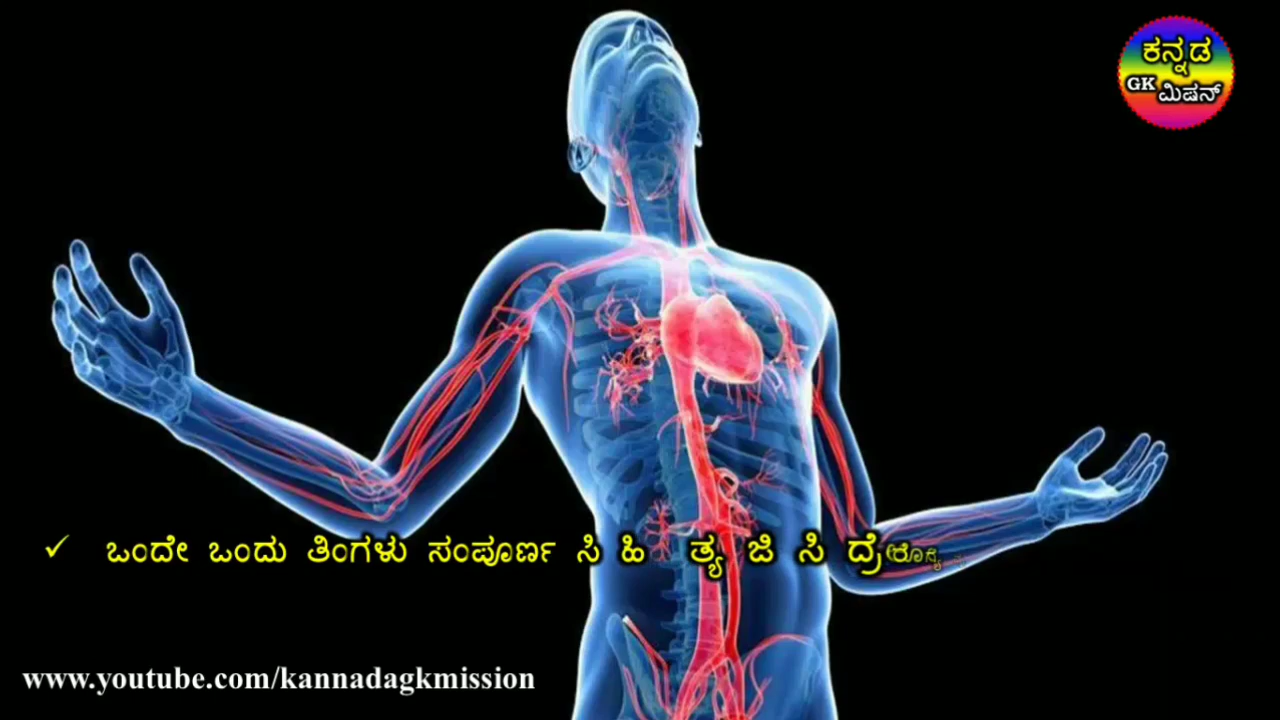 ಕನ್ನಡ
GK ಮಿಷನ್
✓ ಒಂದೇ ಒಂದು ತಿಂಗಳು ಸಂಪೂರ್ಣ ಸಿ ಹಿ ತ್ಯ ಜಿ ಸಿ ದ್ರೆ
www.youtube.com/kannadagkmission